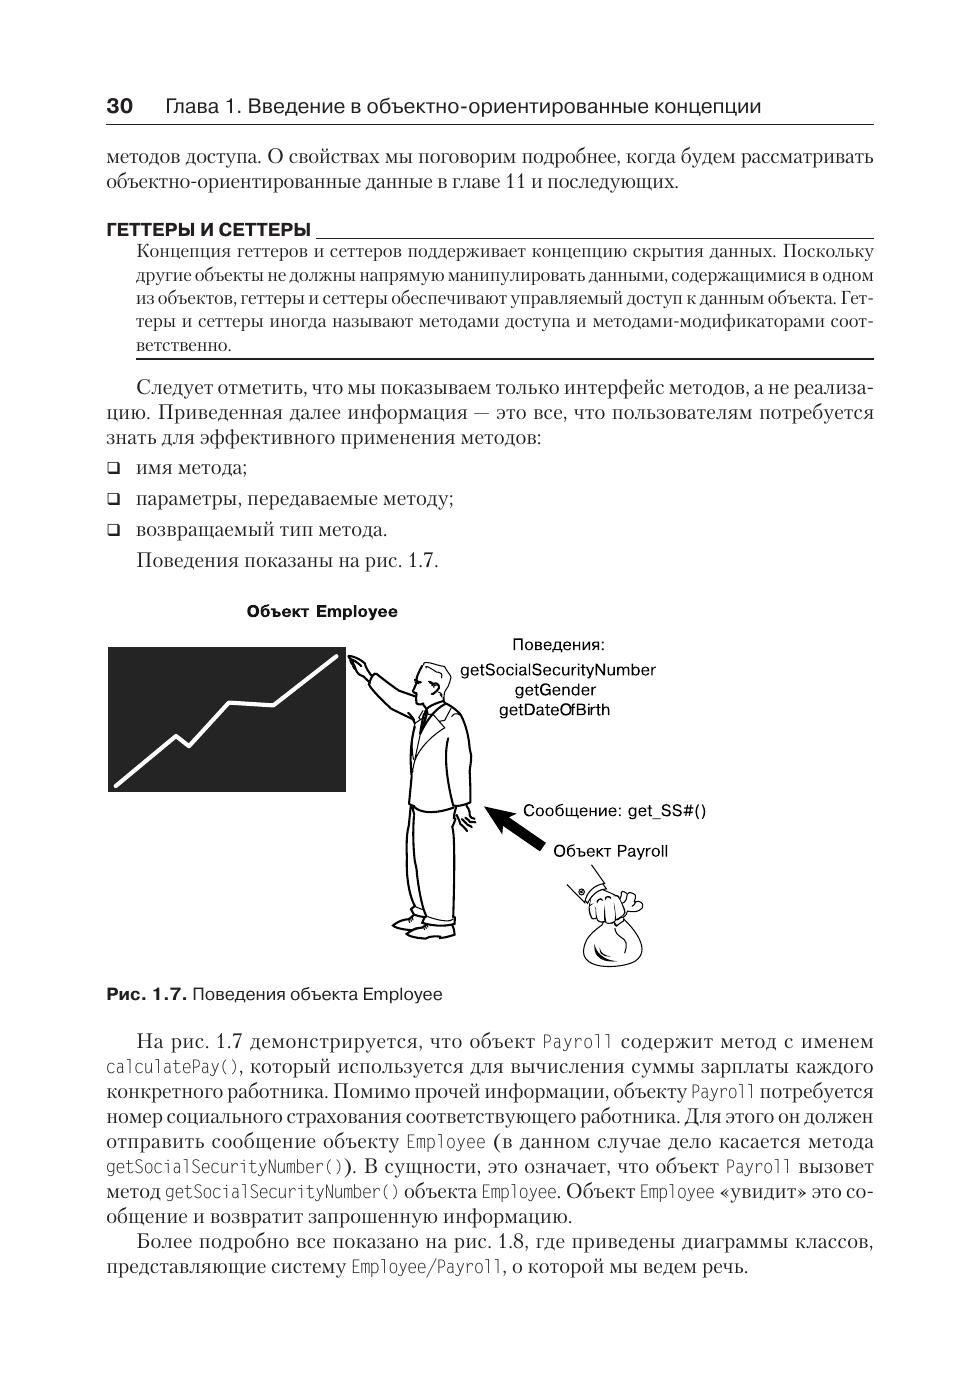 30 Глава 1. Введение в объектно-ориентированные концепции
методов доступа. О свойствах мы поговорим подробнее, когда будем рассматривать
объектно-ориентированные данные в главе 11 и последующих.
ГЕТТЕРЫ И СЕТТЕРЫ
Концепция геттеров и сеттеров поддерживает концепцию скрытия данных. Поскольку
другие объекты не должны напрямую манипулировать данными, содержащимися в одном
из объектов, геттеры и сеттеры обеспечивают управляемый доступ к данным объекта. Гет-
теры и сеттеры иногда называют методами доступа и методами-модификаторами соот-
ветственно.
Следует отметить, что мы показываем только интерфейс методов, а не реализа-
цию. Приведенная далее информация — это все, что пользователям потребуется
знать для эффективного применения методов:
❑ имя метода;
❑ параметры, передаваемые методу;
❑ возвращаемый тип метода.
Поведения показаны на рис. 1.7.
Объект Employee
Поведения:
getSocialSecurityNumber
getGender
getDateOfBirth
Сообщение: get_SS#()
Объект Payroll
Рис. 1.7. Поведения объекта Employee
На рис. 1.7 демонстрируется, что объект Payroll содержит метод с именем
calculatePay(), который используется для вычисления суммы зарплаты каждого
конкретного работника. Помимо прочей информации, объекту Payroll потребуется
номер социального страхования соответствующего работника. Для этого он должен
отправить сообщение объекту Employee (в данном случае дело касается метода
getSocialSecurityNumber()). В сущности, это означает, что объект Payroll вызовет
метод getSocialSecurityNumber() объекта Employee. Объект Employee «увидит» это со-
общение и возвратит запрошенную информацию.
Более подробно все показано на рис. 1.8, где приведены диаграммы классов,
представляющие систему Employee/Payroll, о которой мы ведем речь.